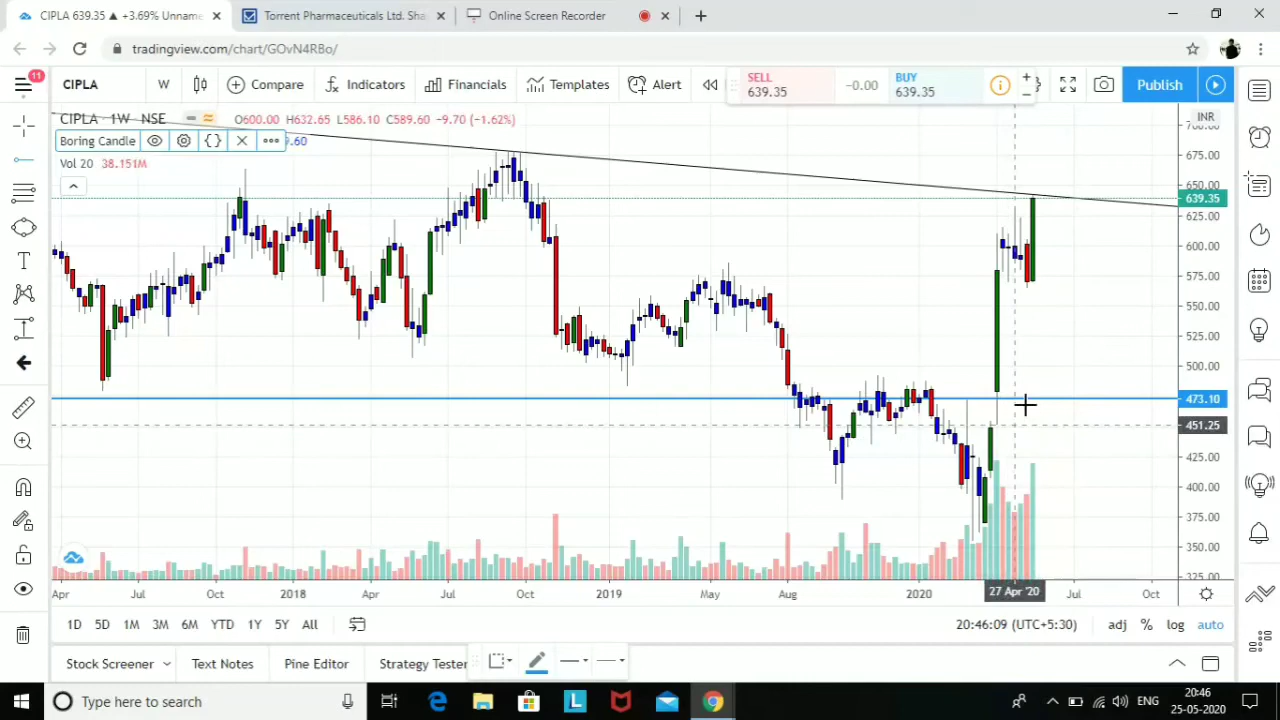 CIPLA 639.35 ▲ +3.69% Unname
Torrent Pharmaceuticals Ltd. Sha
Online Screen Recorder
tradingview.com/chart/GOvN4RBo/
11
CIPLA
W
Compare
Indicators
Financials
Templates
Alert
SELL
639.35
-0.00
BUY
639.35
Publish
CIPLA 1W NSE
O600.00 H632.65 L586.10 C589.60 -9.70 (-1.62%)
INR
Boring Candle
9.60
Vol 20 38.151M
700.00
675.00
650.00
639.35
625.00
600.00
575.00
550.00
525.00
500.00
473.10
451.25
425.00
400.00
375.00
350.00
325.00
Apr Jul Oct 2018 Apr Jul Oct 2019 May Aug 2020 27 Apr '20 Jul Oct
1D 5D 1M 3M 6M YTD 1Y 5Y All
20:46:09 (UTC+5:30) adj % log auto
Stock Screener Text Notes Pine Editor Strategy Tester
Type here to search
ENG
20:46
25-05-2020